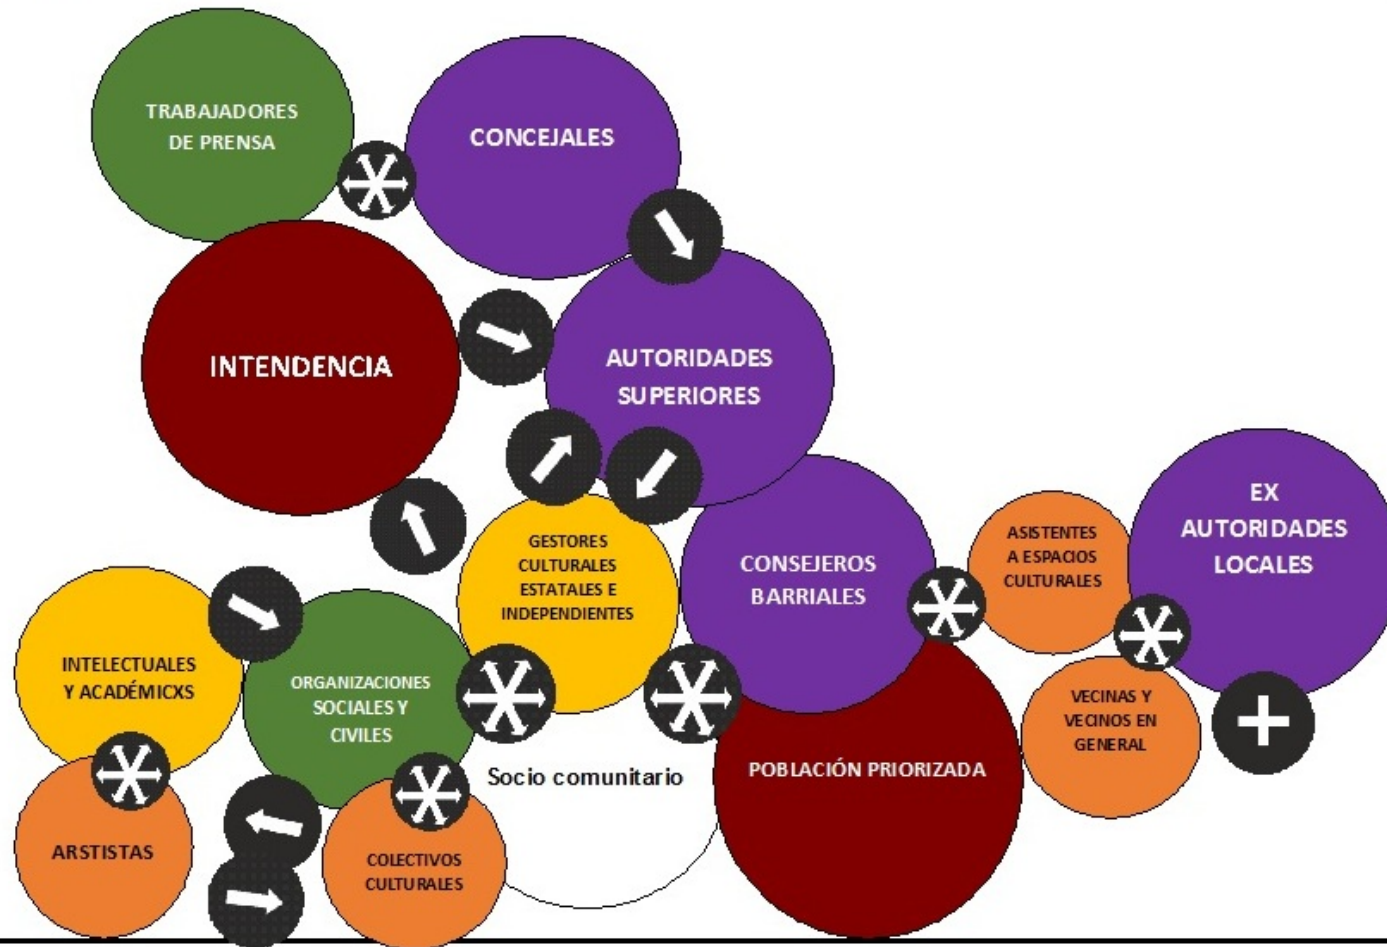 TRABAJADORES
DE PRENSA
CONCEJALES
INTENDENCIA
AUTORIDADES
SUPERIORES
GESTORES
CULTURALES
ESTATALES E
INDEPENDIENTES
CONSEJEROS
BARRIALES
ASISTENTES
A ESPACIOS
CULTURALES
EX
AUTORIDADES
LOCALES
INTELECTUALES
Y ACADÉMICXS
ORGANIZACIONES
SOCIALES Y
CIVILES
Socio comunitario
POBLACIÓN PRIORIZADA
VECINAS Y
VECINOS EN
GENERAL
ARSTISTAS
COLECTIVOS
CULTURALES